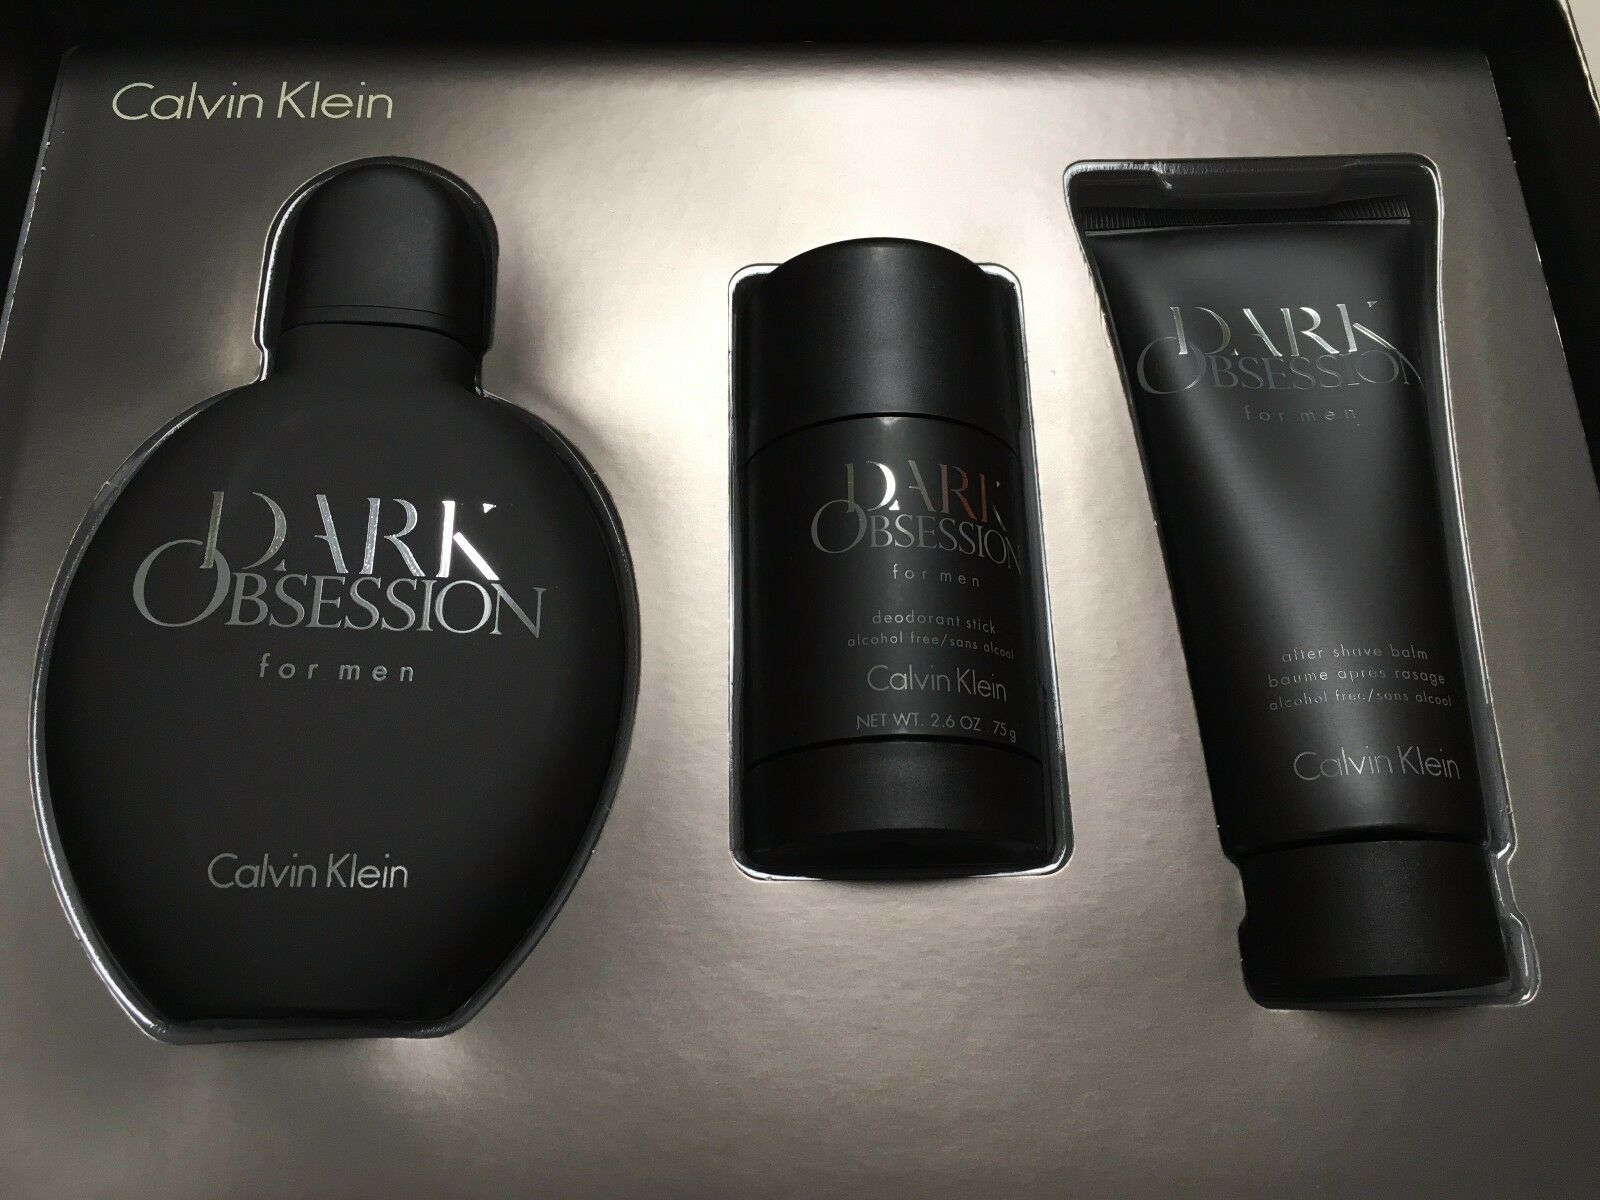 Calvin Klein
DARK
OBSESSION
for men
Calvin Klein
DARK
OBSESSION
for men
deodorant stick
alcohol free/sans alcool
Calvin Klein
NET WT. 2.6 OZ 75 g
DARK
OBSESSION
for men
after shave balm
baume après rasage
alcohol free/sans alcool
Calvin Klein